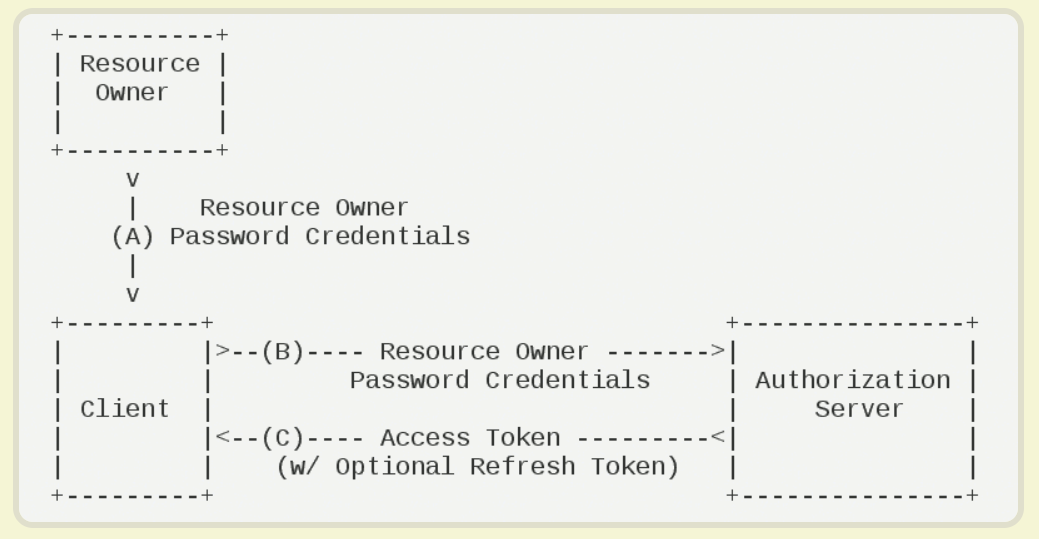 +----------+
| Resource |
|  Owner   |
|          |
+----------+
     v
     |    Resource Owner
    (A) Password Credentials
     |
     v
+---------+                                  +---------------+
|         |>--(B)---- Resource Owner ------->|               |
|         |         Password Credentials     | Authorization |
| Client  |                                  |     Server    |
|         |<--(C)---- Access Token ---------<|               |
|         |    (w/ Optional Refresh Token)   |               |
+---------+                                  +---------------+